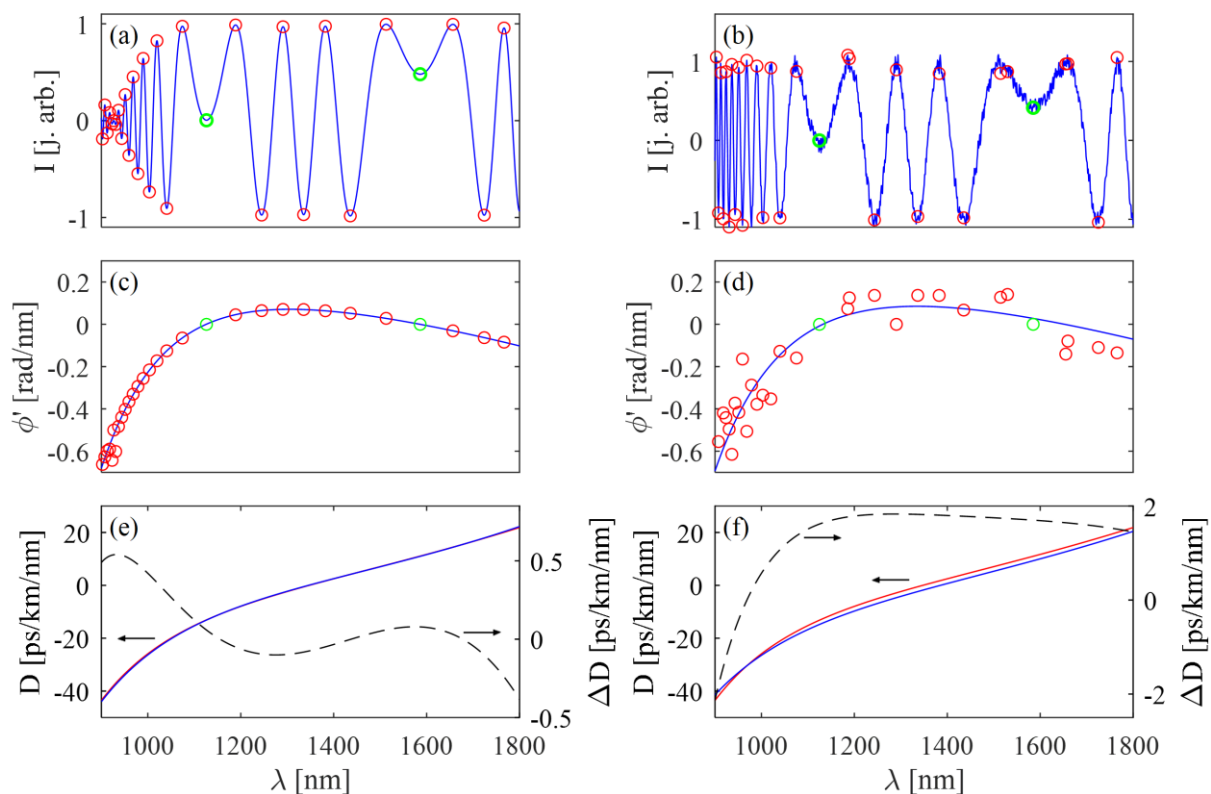 (a)
I [j. arb.]
1
0
-1
(b)
I [j. arb.]
1
0
-1
(c)
ϕ' [rad/nm]
0.2
0
-0.2
-0.4
-0.6
(d)
ϕ' [rad/nm]
0.2
0
-0.2
-0.4
-0.6
(e)
D [ps/km/nm]
20
0
-20
-40
0.5
0
-0.5
ΔD [ps/km/nm]
1000 1200 1400 1600 1800
λ [nm]
(f)
D [ps/km/nm]
20
0
-20
-40
2
0
-2
ΔD [ps/km/nm]
1000 1200 1400 1600 1800
λ [nm]